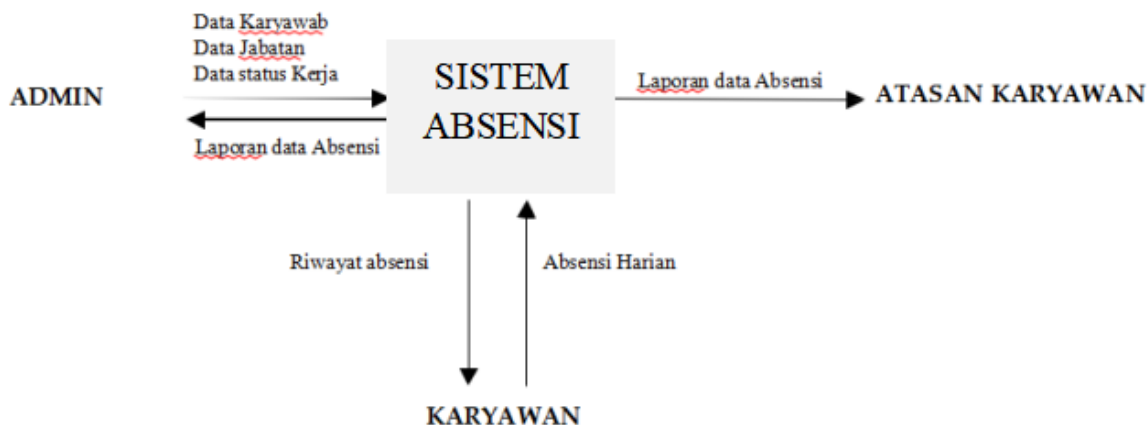 Data Karyawab
Data Jabatan
Data status Kerja
ADMIN
Laporan data Absensi
SISTEM
ABSENSI
Laporan data Absensi
ATASAN KARYAWAN
Riwayat absensi
Absensi Harian
KARYAWAN